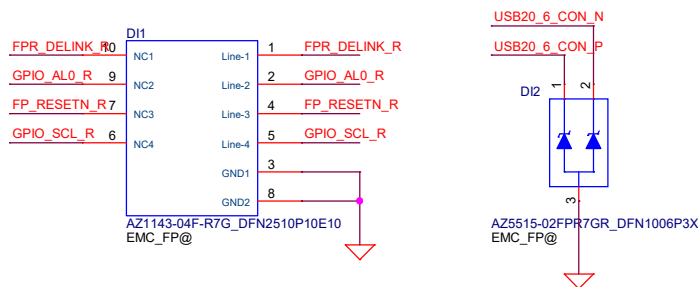 DI1
FPR_DELINK_R 10 NC1 Line-1 1 FPR_DELINK_R
GPIO_AL0_R 9 NC2 Line-2 2 GPIO_AL0_R
FP_RESETN_R 7 NC3 Line-3 4 FP_RESETN_R
GPIO_SCL_R 6 NC4 Line-4 5 GPIO_SCL_R
GND1 3
GND2 8
AZ1143-04F-R7G_DFN2510P10E10
EMC_FP@
USB20_6_CON_N
USB20_6_CON_P
1 2
DI2
3
AZ5515-02FPR7GR_DFN1006P3X
EMC_FP@